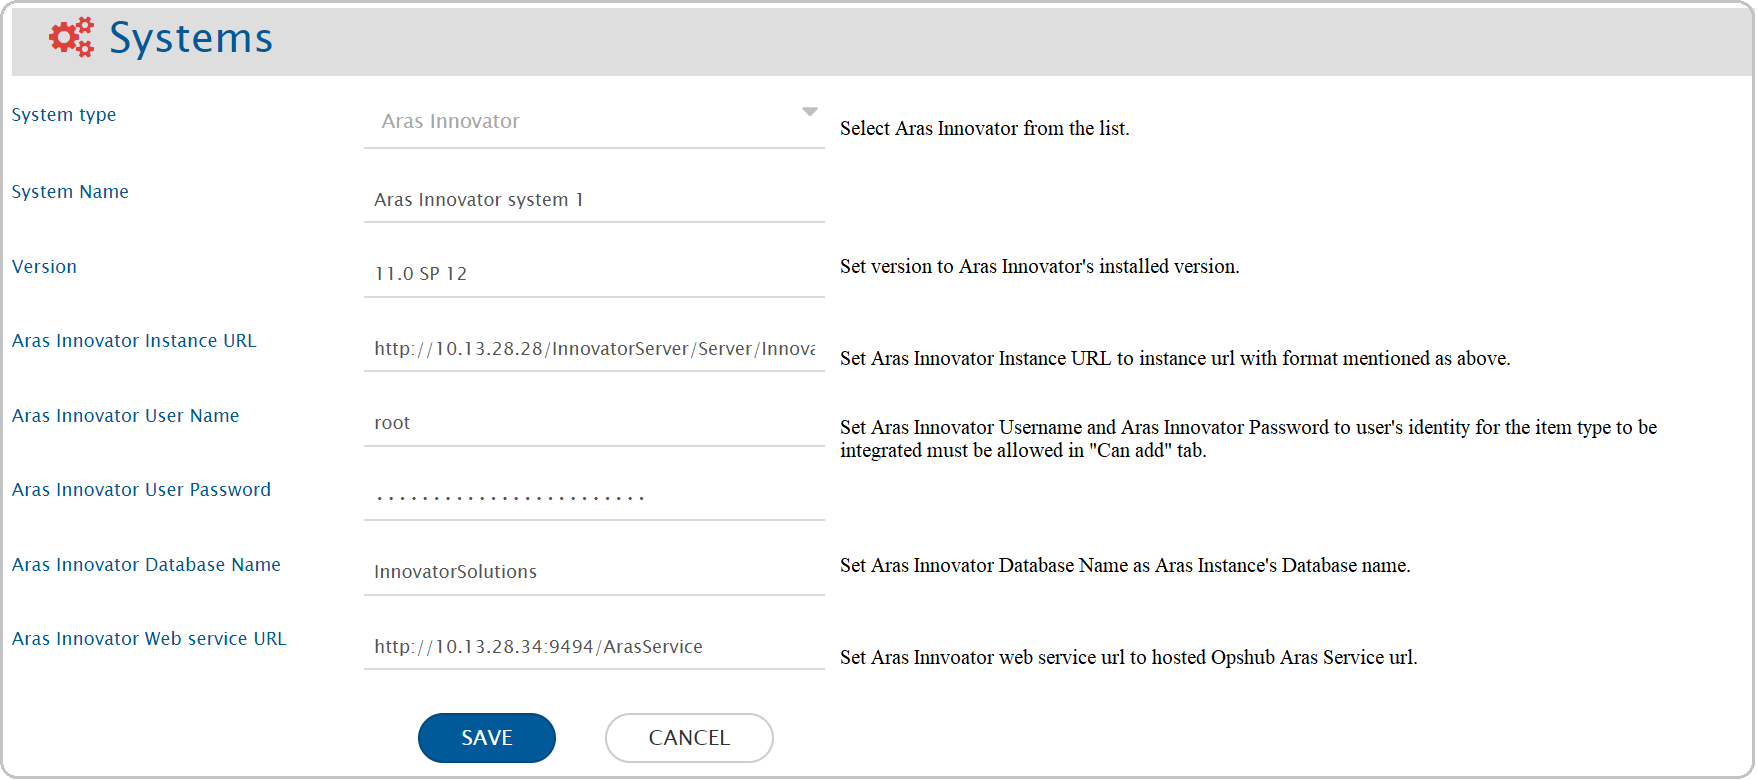 Systems
System type
Aras Innovator
Select Aras Innovator from the list.
System Name
Aras Innovator system 1
Version
11.0 SP 12
Set version to Aras Innovator's installed version.
Aras Innovator Instance URL
http://10.13.28.28/InnovatorServer/Server/Innova
Set Aras Innovator Instance URL to instance url with format mentioned as above.
Aras Innovator User Name
root
Set Aras Innovator Username and Aras Innovator Password to user's identity for the item type to be
integrated must be allowed in "Can add" tab.
Aras Innovator User Password
........................
Aras Innovator Database Name
InnovatorSolutions
Set Aras Innovator Database Name as Aras Instance's Database name.
Aras Innovator Web service URL
http://10.13.28.34:9494/ArasService
Set Aras Innvoator web service url to hosted Opshub Aras Service url.
SAVE
CANCEL